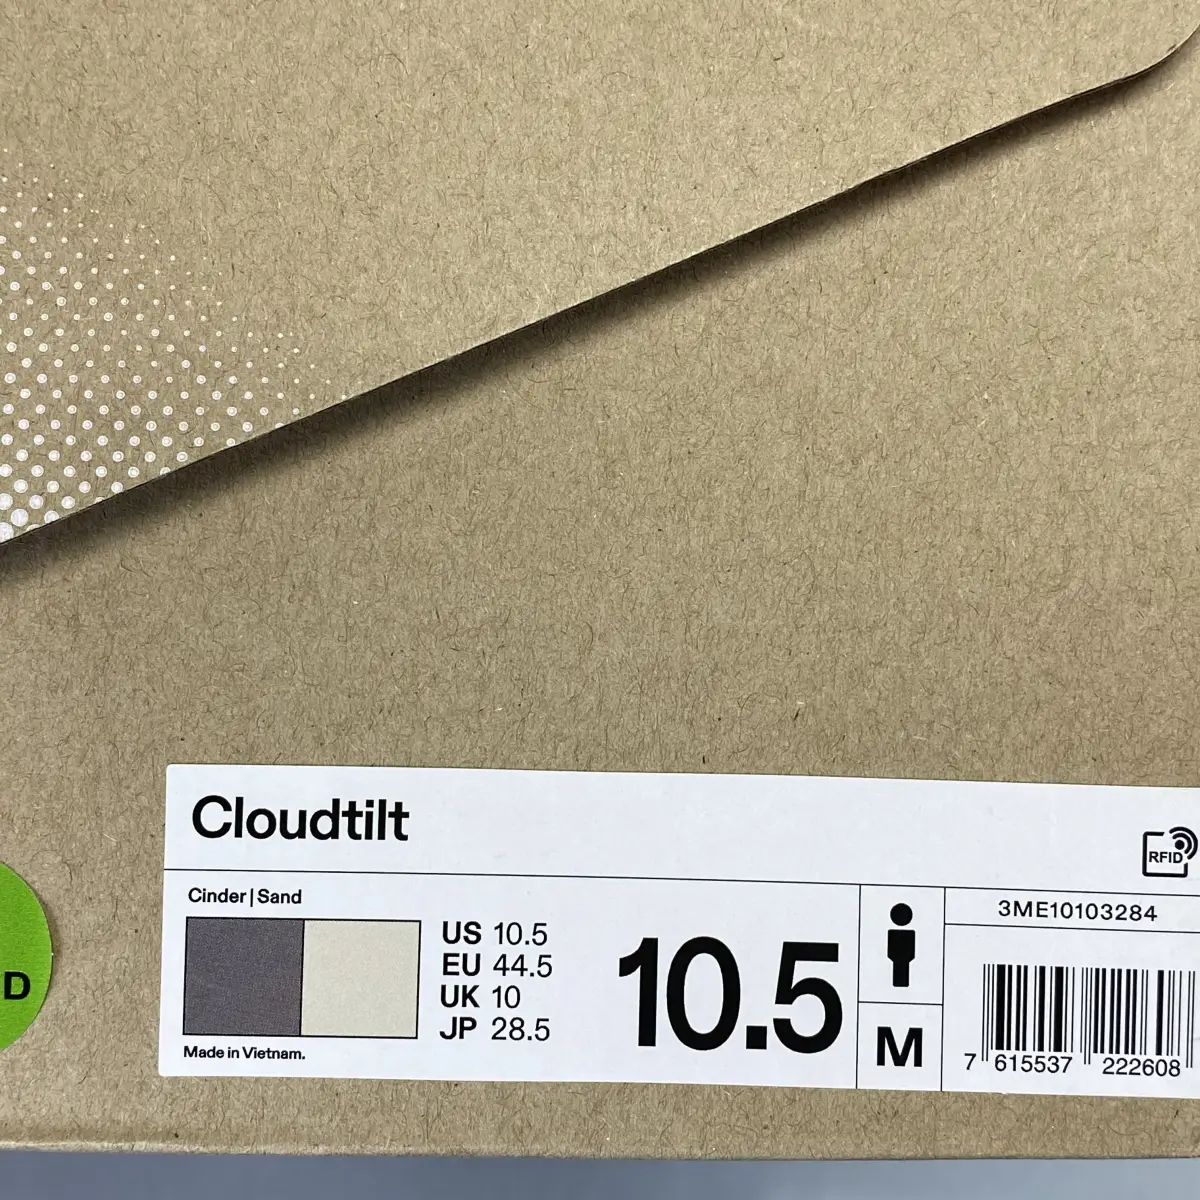 Cloudtilt
RFID
Cinder | Sand
US 10.5
EU 44.5
UK 10
JP 28.5
Made in Vietnam.
10.5
M
3ME10103284
7 615537 222608
D